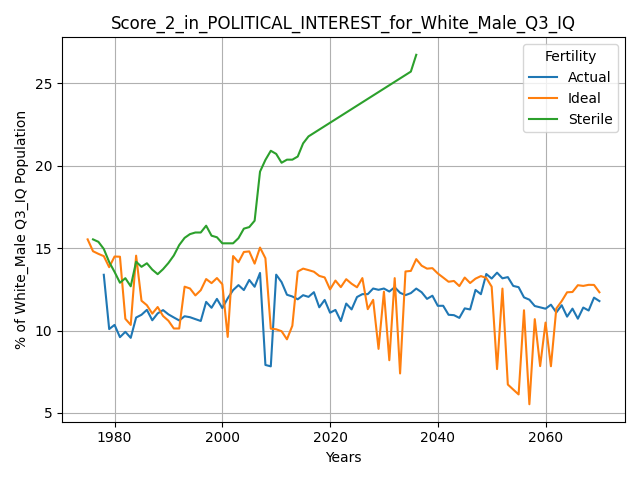 Score_2_in_POLITICAL_INTEREST_for_White_Male_Q3_IQ
Fertility
Actual
Ideal
Sterile
% of White_Male Q3_IQ Population
25
20
15
10
5
1980 2000 2020 2040 2060
Years